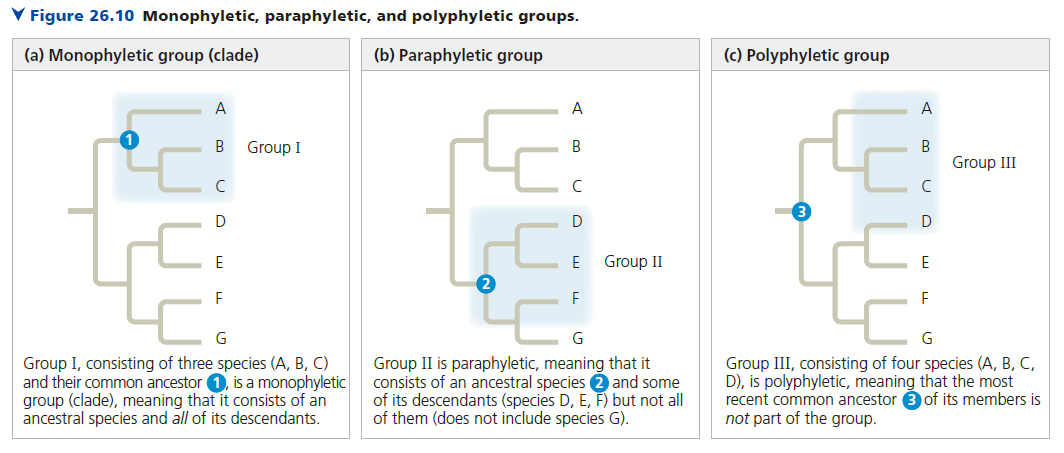 Figure 26.10 Monophyletic, paraphyletic, and polyphyletic groups.
(a) Monophyletic group (clade)
A
1
B
Group I
C
D
E
F
G
Group I, consisting of three species (A, B, C)
and their common ancestor 1, is a monophyletic
group (clade), meaning that it consists of an
ancestral species and all of its descendants.
(b) Paraphyletic group
A
B
C
D
E
Group II
2
F
G
Group II is paraphyletic, meaning that it
consists of an ancestral species 2 and some
of its descendants (species D, E, F) but not all
of them (does not include species G).
(c) Polyphyletic group
A
B
Group III
C
3
D
E
F
G
Group III, consisting of four species (A, B, C,
D), is polyphyletic, meaning that the most
recent common ancestor 3 of its members is
not part of the group.